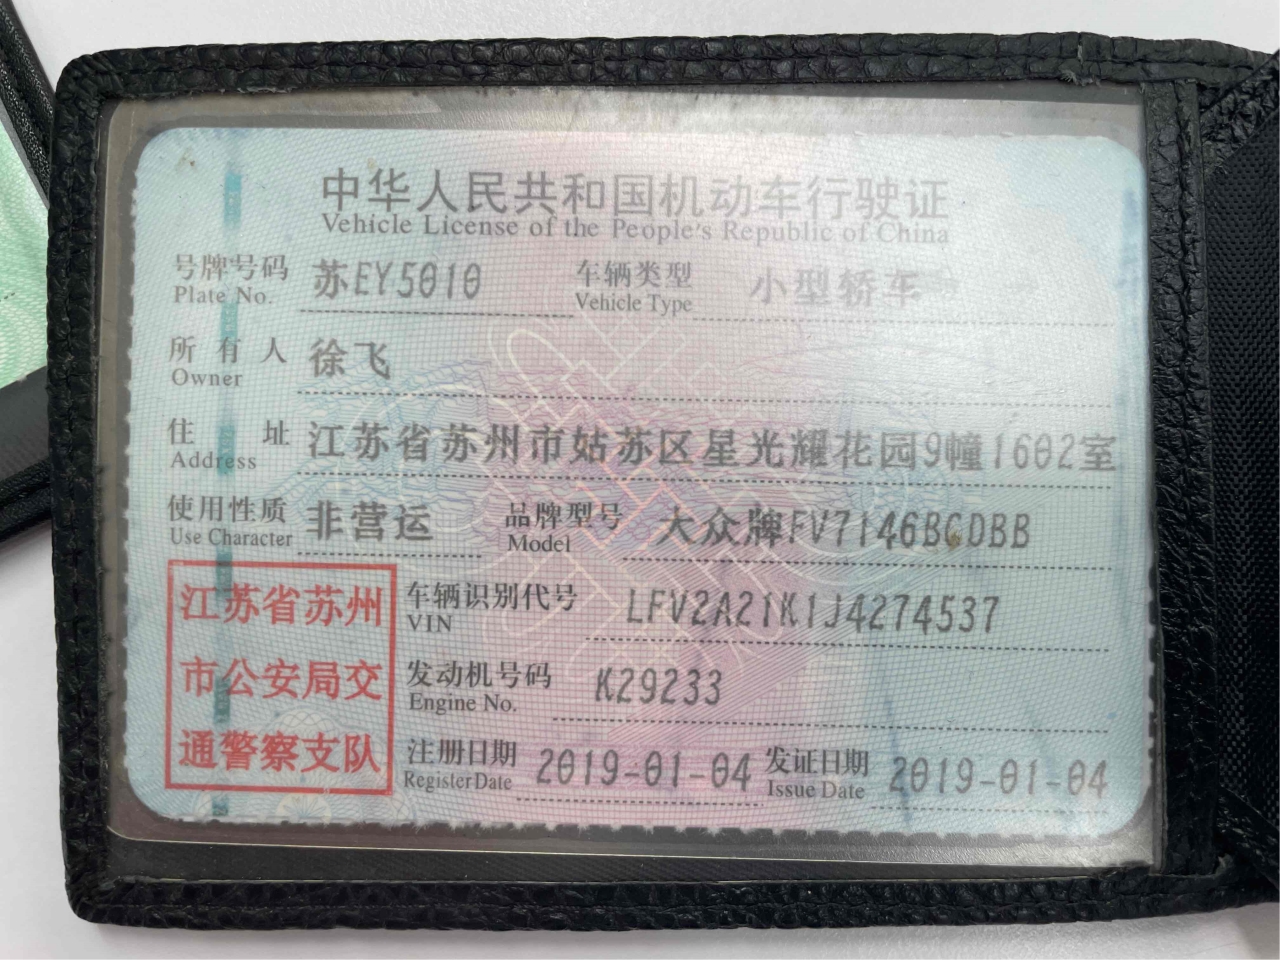 中华人民共和国机动车行驶证
Vehicle License of the People's Republic of China
号牌号码 苏EY5010 车辆类型 小型轿车
Plate No. Vehicle Type
所有人 徐飞
Owner
住址 江苏省苏州市姑苏区星光耀花园9幢1602室
Address
使用性质 非营运 品牌型号 大众牌FV7146BCDBB
Use Character Model
江苏省苏州
市公安局交
通警察支队
车辆识别代号 LFV2A21K1J4274537
VIN
发动机号码 K29233
Engine No.
注册日期 2019-01-04 发证日期 2019-01-04
Register Date Issue Date